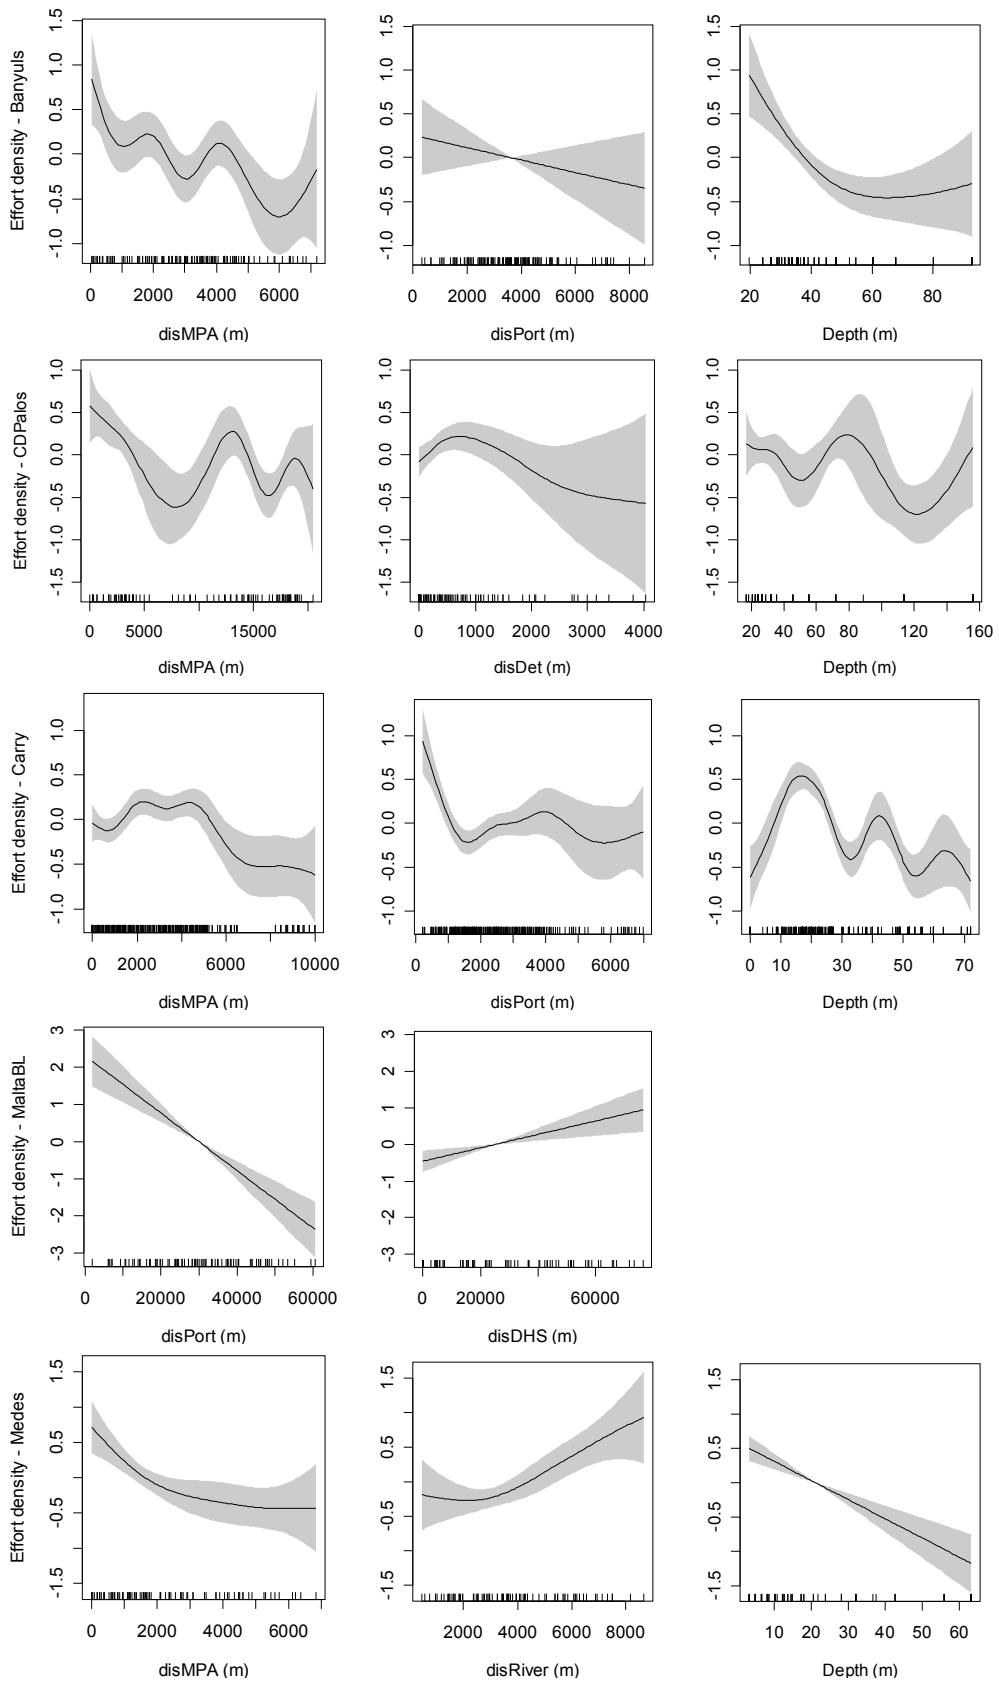 Effort density - Banyuls
1.5
1.0
0.5
0.0
-0.5
-1.0
0 2000 4000 6000
disMPA (m)
1.5
1.0
0.5
0.0
-0.5
-1.0
0 2000 4000 6000 8000
disPort (m)
1.5
1.0
0.5
0.0
-0.5
-1.0
20 40 60 80
Depth (m)
Effort density - CDPalos
1.0
0.5
0.0
-0.5
-1.0
-1.5
0 5000 15000
disMPA (m)
1.0
0.5
0.0
-0.5
-1.0
-1.5
0 1000 2000 3000 4000
disDet (m)
1.0
0.5
0.0
-0.5
-1.0
-1.5
20 40 60 80 120 160
Depth (m)
Effort density - Carry
1.0
0.5
0.0
-0.5
-1.0
0 2000 6000 10000
disMPA (m)
1.0
0.5
0.0
-0.5
-1.0
0 2000 4000 6000
disPort (m)
1.0
0.5
0.0
-0.5
-1.0
0 10 30 50 70
Depth (m)
Effort density - MaltaBL
3
2
1
0
-1
-2
-3
0 20000 40000 60000
disPort (m)
3
2
1
0
-1
-2
-3
0 20000 60000
disDHS (m)
Effort density - Medes
1.5
0.5
-0.5
-1.5
0 2000 4000 6000
disMPA (m)
1.5
0.5
-0.5
-1.5
2000 4000 6000 8000
disRiver (m)
1.5
0.5
-0.5
-1.5
10 20 30 40 50 60
Depth (m)